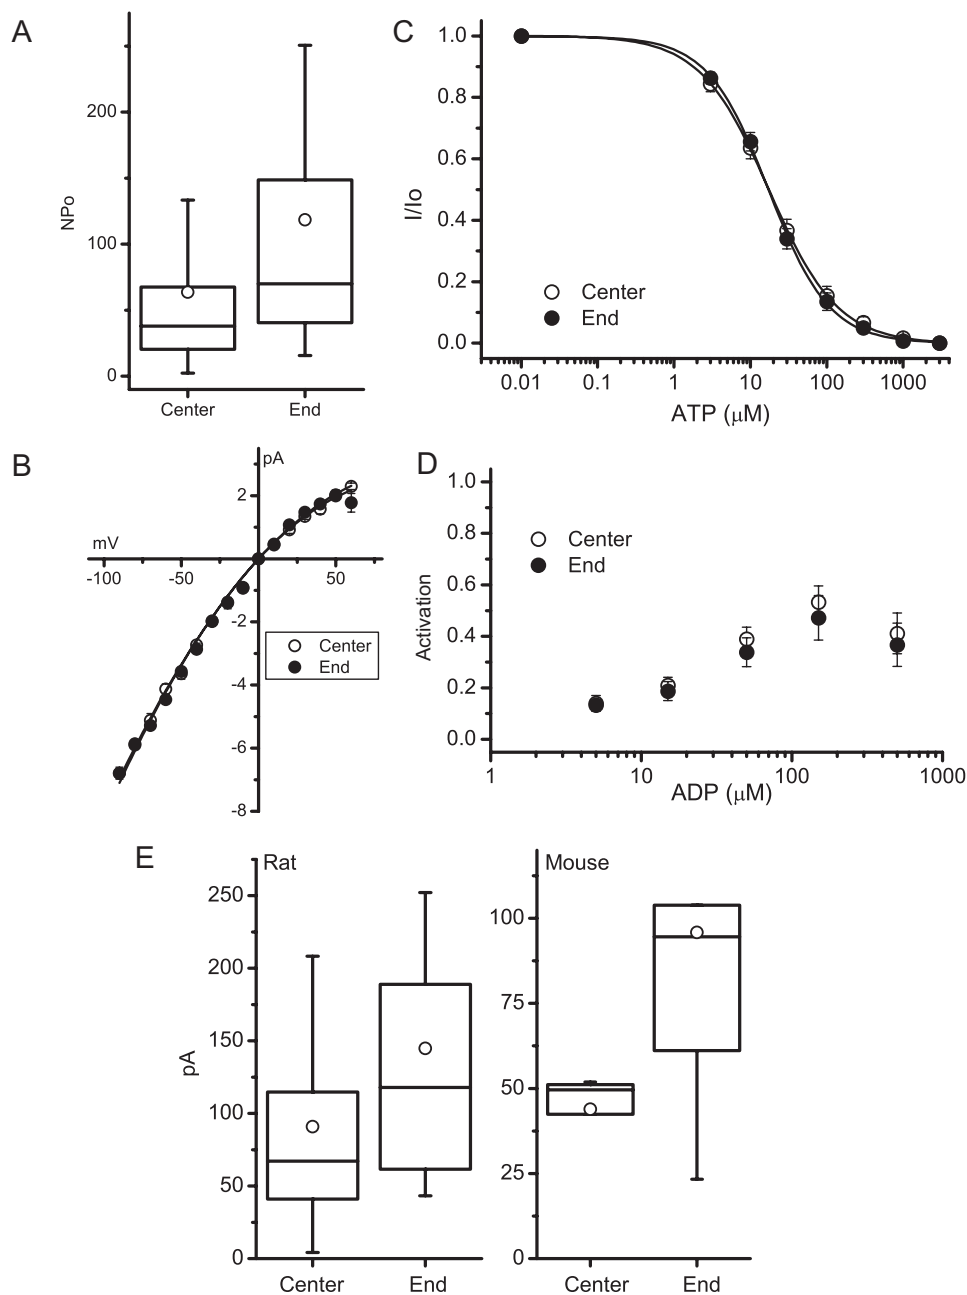 A
NPo
200
100
0
Center
End
C
I/Io
1.0
0.8
0.6
0.4
0.2
0.0
Center
End
0.01
0.1
1
10
100
1000
ATP (μM)
B
pA
mV
2
-100
-50
50
-2
-4
-6
-8
Center
End
D
Activation
1.0
0.8
0.6
0.4
0.2
0.0
Center
End
1
10
100
1000
ADP (μM)
E
Rat
pA
250
200
150
100
50
0
Center
End
Mouse
100
75
50
25
0
Center
End